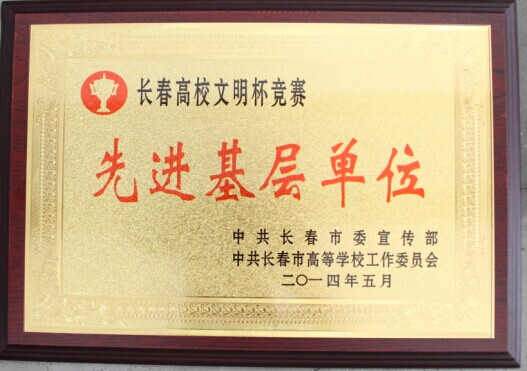 长春高校文明杯竞赛
先进基层单位
中共长春市委宣传部
中共长春市高等学校工作委员会
二〇一四年五月